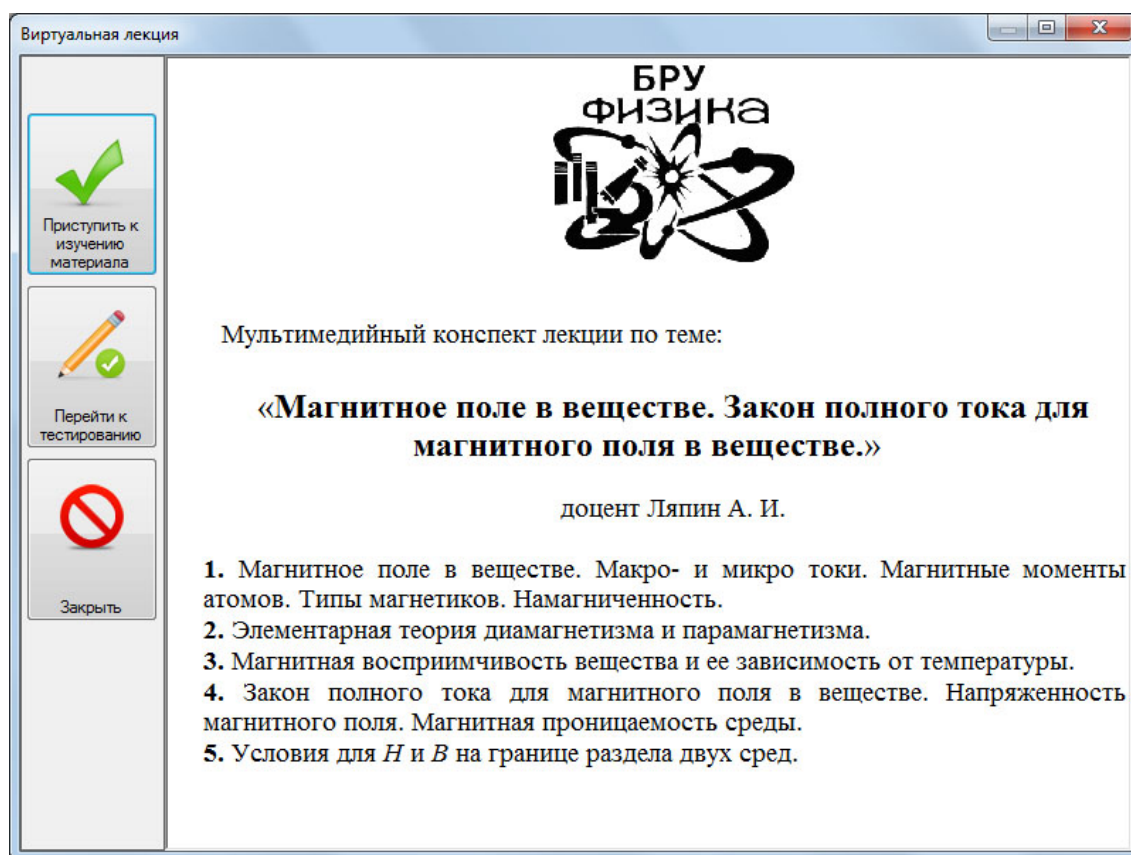 Виртуальная лекция
Приступить к
изучению
материала
Перейти к
тестированию
Закрыть
БРУ
Физика
Мультимедийный конспект лекции по теме:
«Магнитное поле в веществе. Закон полного тока для
магнитного поля в веществе.»
доцент Ляпин А. И.
1. Магнитное поле в веществе. Макро- и микро токи. Магнитные моменты
атомов. Типы магнетиков. Намагниченность.
2. Элементарная теория диамагнетизма и парамагнетизма.
3. Магнитная восприимчивость вещества и ее зависимость от температуры.
4. Закон полного тока для магнитного поля в веществе. Напряженность
магнитного поля. Магнитная проницаемость среды.
5. Условия для H и B на границе раздела двух сред.